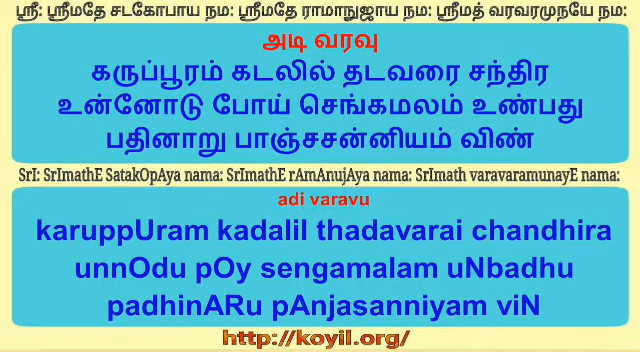 ஸ்ரீ: ஸ்ரீமதே சடகோபாய நம: ஸ்ரீமதே ராமாநுஜாய நம: ஸ்ரீமத் வரவரமுநயே நம:
அடி வரவு
கருப்பூரம் கடலில் தடவரை சந்திர
உன்னோடு போய் செங்கமலம் உண்பது
பதினாறு பாஞ்சசன்னியம் விண்
SrI: SrImathE SatakOpAya nama: SrImathE rAmAnujAya nama: SrImath varavaramunayE nama:
adi varavu
karuppUram kadalil thadavarai chandhira
unnOdu pOy sengamalam uNbadhu
padhinARu pAnjasanniyam viN
http://koyil.org/